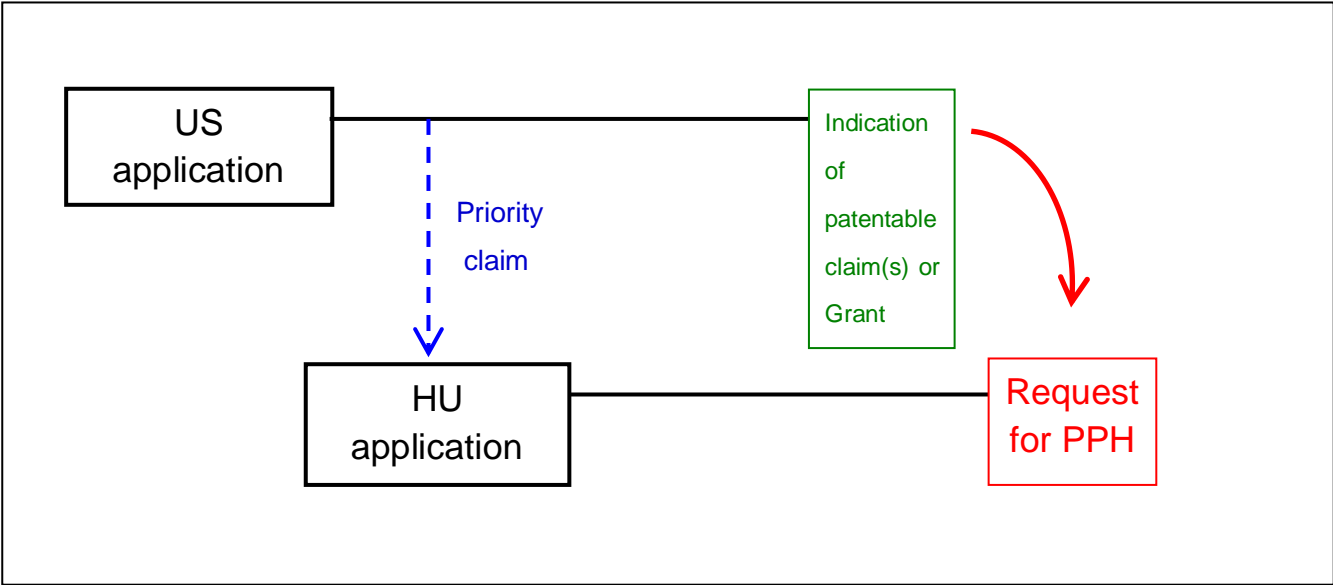 US
application
Priority
claim
Indication
of
patentable
claim(s) or
Grant
HU
application
Request
for PPH